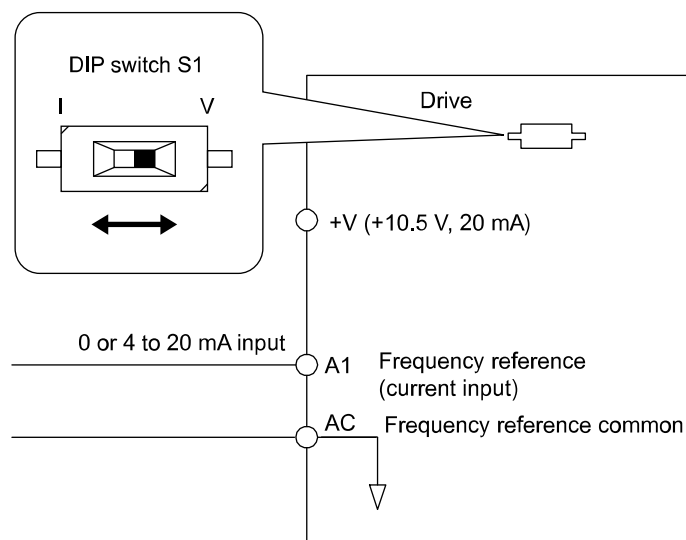 DIP switch S1
I
V
Drive
+V (+10.5 V, 20 mA)
0 or 4 to 20 mA input
A1
Frequency reference
(current input)
AC
Frequency reference common